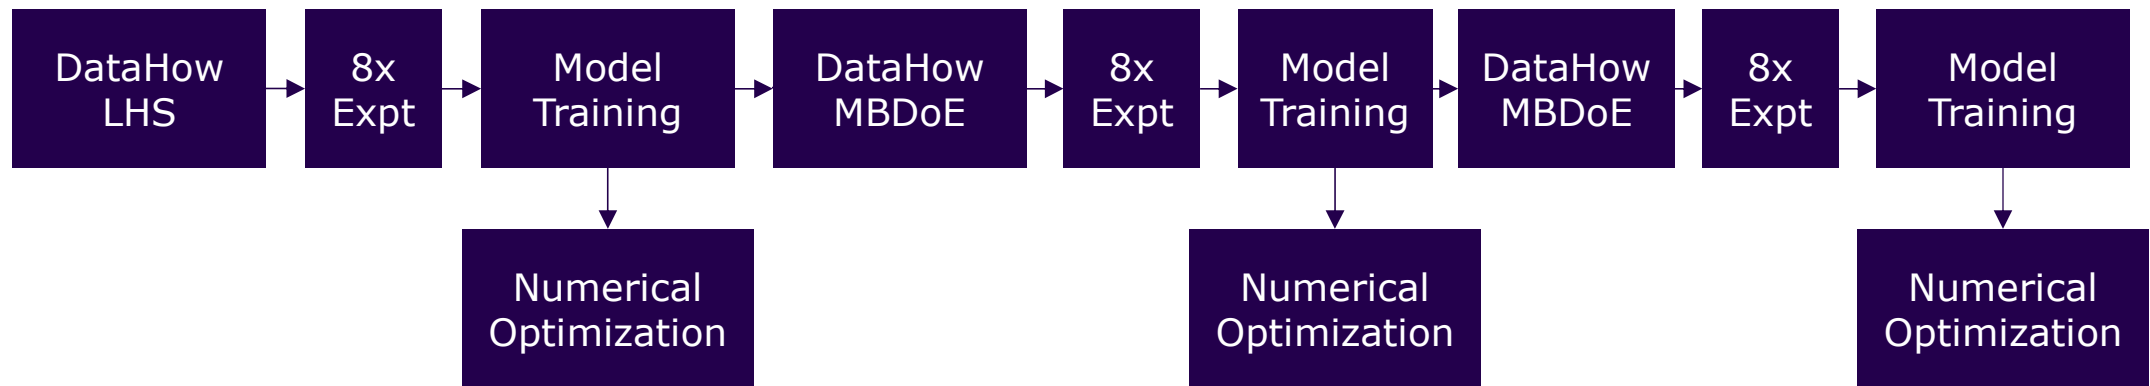 DataHow
LHS
8x
Expt
Model
Training
DataHow
MBDoE
8x
Expt
Model
Training
DataHow
MBDoE
8x
Expt
Model
Training
Numerical
Optimization
Numerical
Optimization
Numerical
Optimization